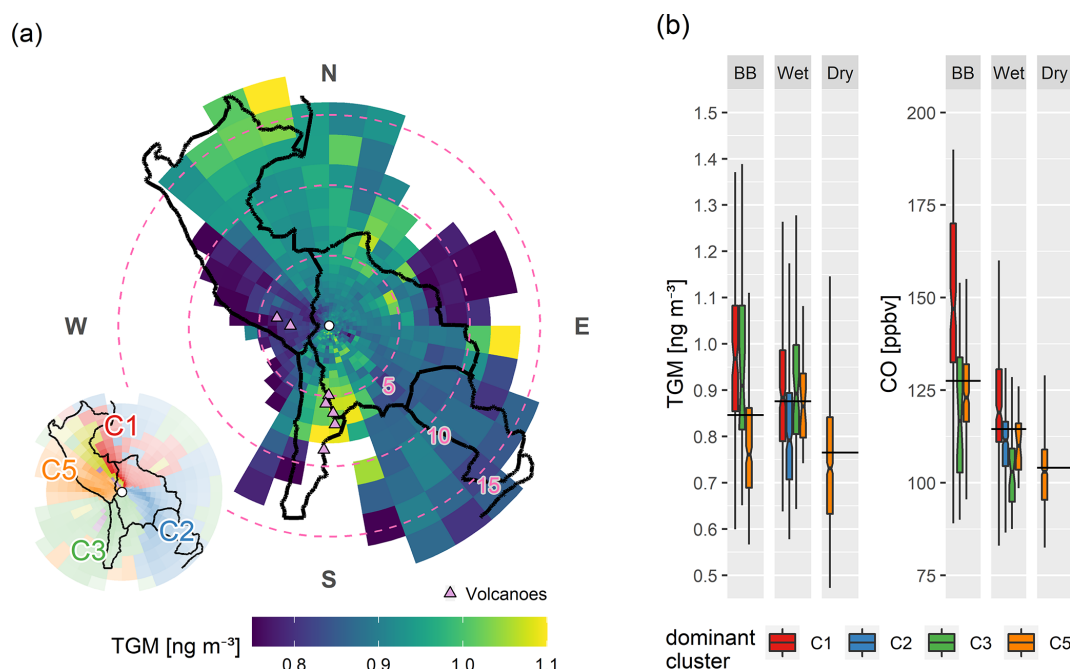 (a)
N
W
E
S
5
10
15
C1
C5
C2
C3
Volcanoes
TGM [ng m⁻³]
0.8
0.9
1.0
1.1
(b)
BB
Wet
Dry
TGM [ng m⁻³]
1.5
1.4
1.3
1.2
1.1
1.0
0.9
0.8
0.7
0.6
0.5
BB
Wet
Dry
CO [ppbv]
200
175
150
125
100
75
dominant
cluster
C1
C2
C3
C5